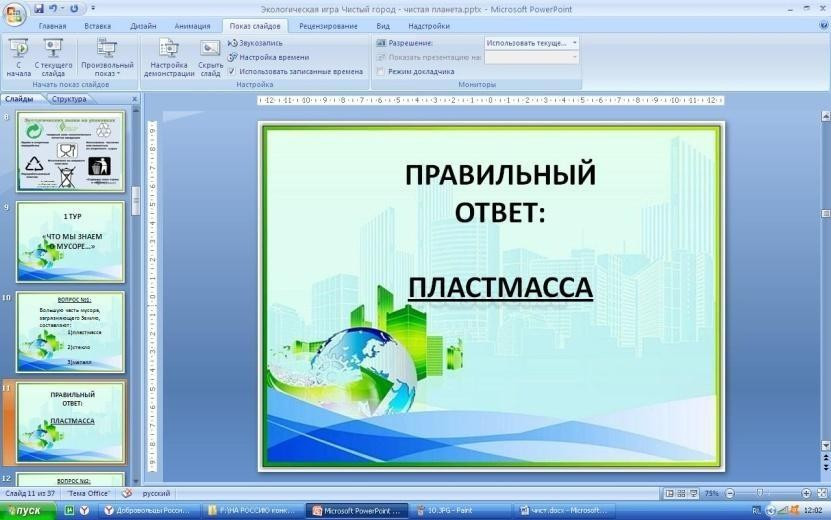 Экологическая игра Чистый город - чистая планета.pptx - Microsoft PowerPoint
Главная Вставка Дизайн Анимация Показ слайдов Рецензирование Вид Надстройки
С начала
С текущего слайда
Произвольный показ
Начать показ слайдов
Настройка демонстрации
Скрыть слайд
Звукозапись
Настройка времени
Использовать записанные времена
Настройка
Разрешение: Использовать текуще...
Показать презентацию на:
Режим докладчика
Мониторы
Слайды Структура
8
9
1 ТУР
«ЧТО МЫ ЗНАЕМ
О МУСОРЕ...»
10
ВОПРОС №1:
Большую часть мусора,
загрязняющего Землю,
составляют:
1)пластмасса
2)стекло
3)металл
11
ПРАВИЛЬНЫЙ
ОТВЕТ:
ПЛАСТМАССА
12
ВОПРОС №2:
ПРАВИЛЬНЫЙ
ОТВЕТ:
ПЛАСТМАССА
Слайд 11 из 37 "Тема Office" русский 75%
пуск Добровольцы Росси... F:\НА РОССИЮ конк... Microsoft PowerPoint ... 10.JPG - Paint чист.docx - Microsoft... RL 12:02